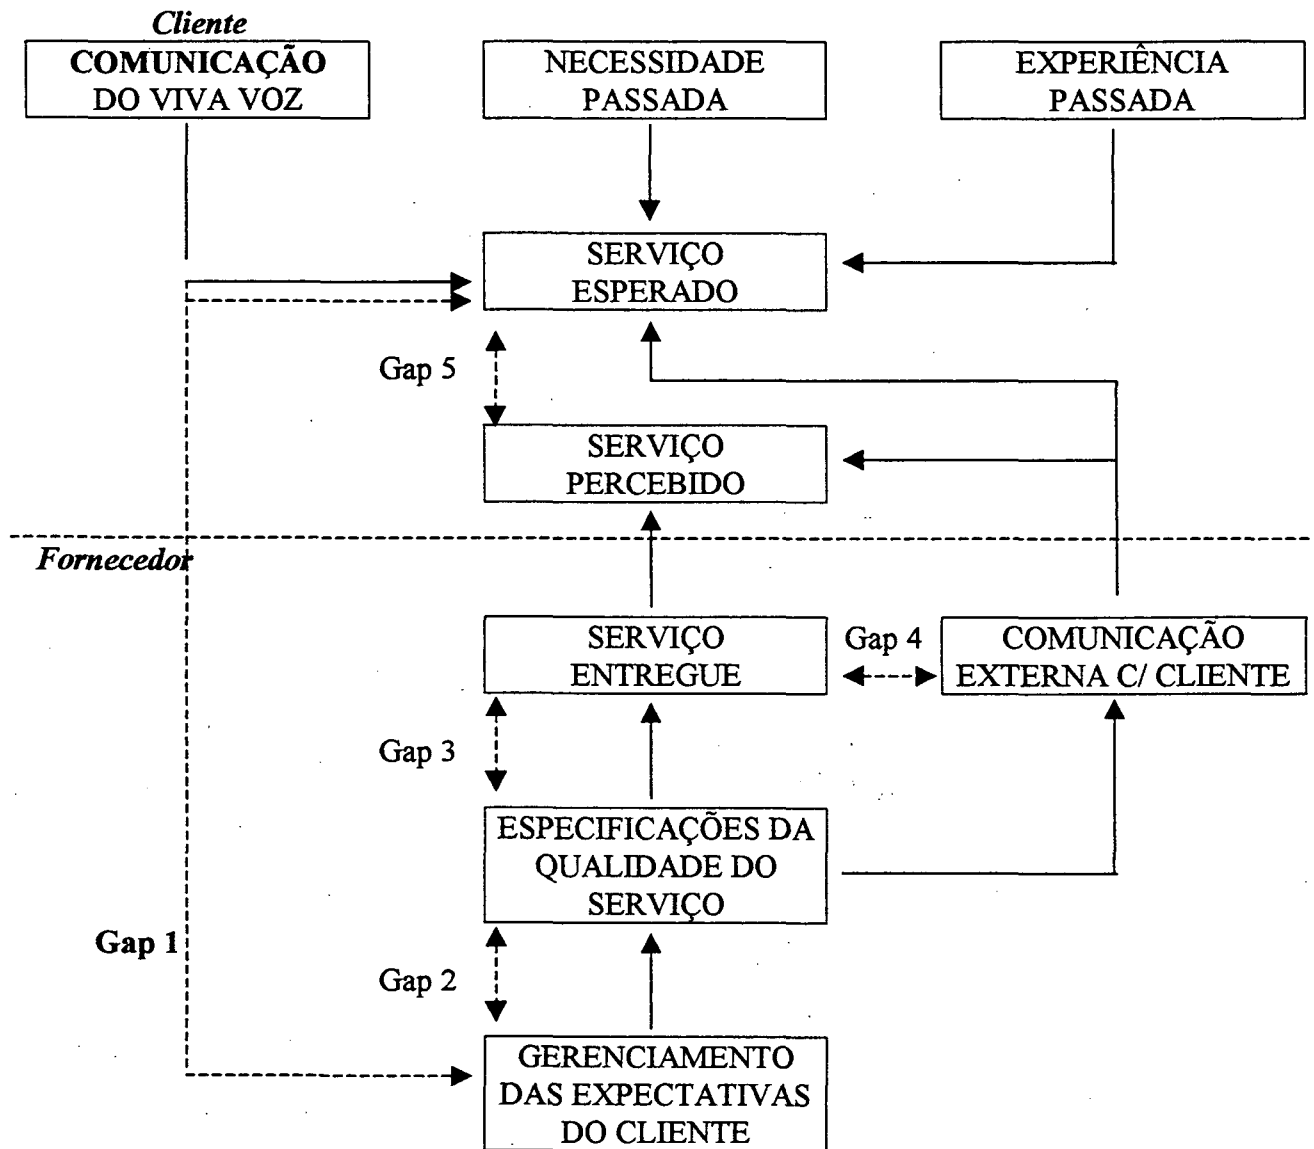 Cliente
COMUNICAÇÃO
DO VIVA VOZ
NECESSIDADE
PASSADA
EXPERIÊNCIA
PASSADA
SERVIÇO
ESPERADO
Gap 5
SERVIÇO
PERCEBIDO
Fornecedor
SERVIÇO
ENTREGUE
Gap 4
COMUNICAÇÃO
EXTERNA C/ CLIENTE
Gap 3
ESPECIFICAÇÕES DA
QUALIDADE DO
SERVIÇO
Gap 1
Gap 2
GERENCIAMENTO
DAS EXPECTATIVAS
DO CLIENTE